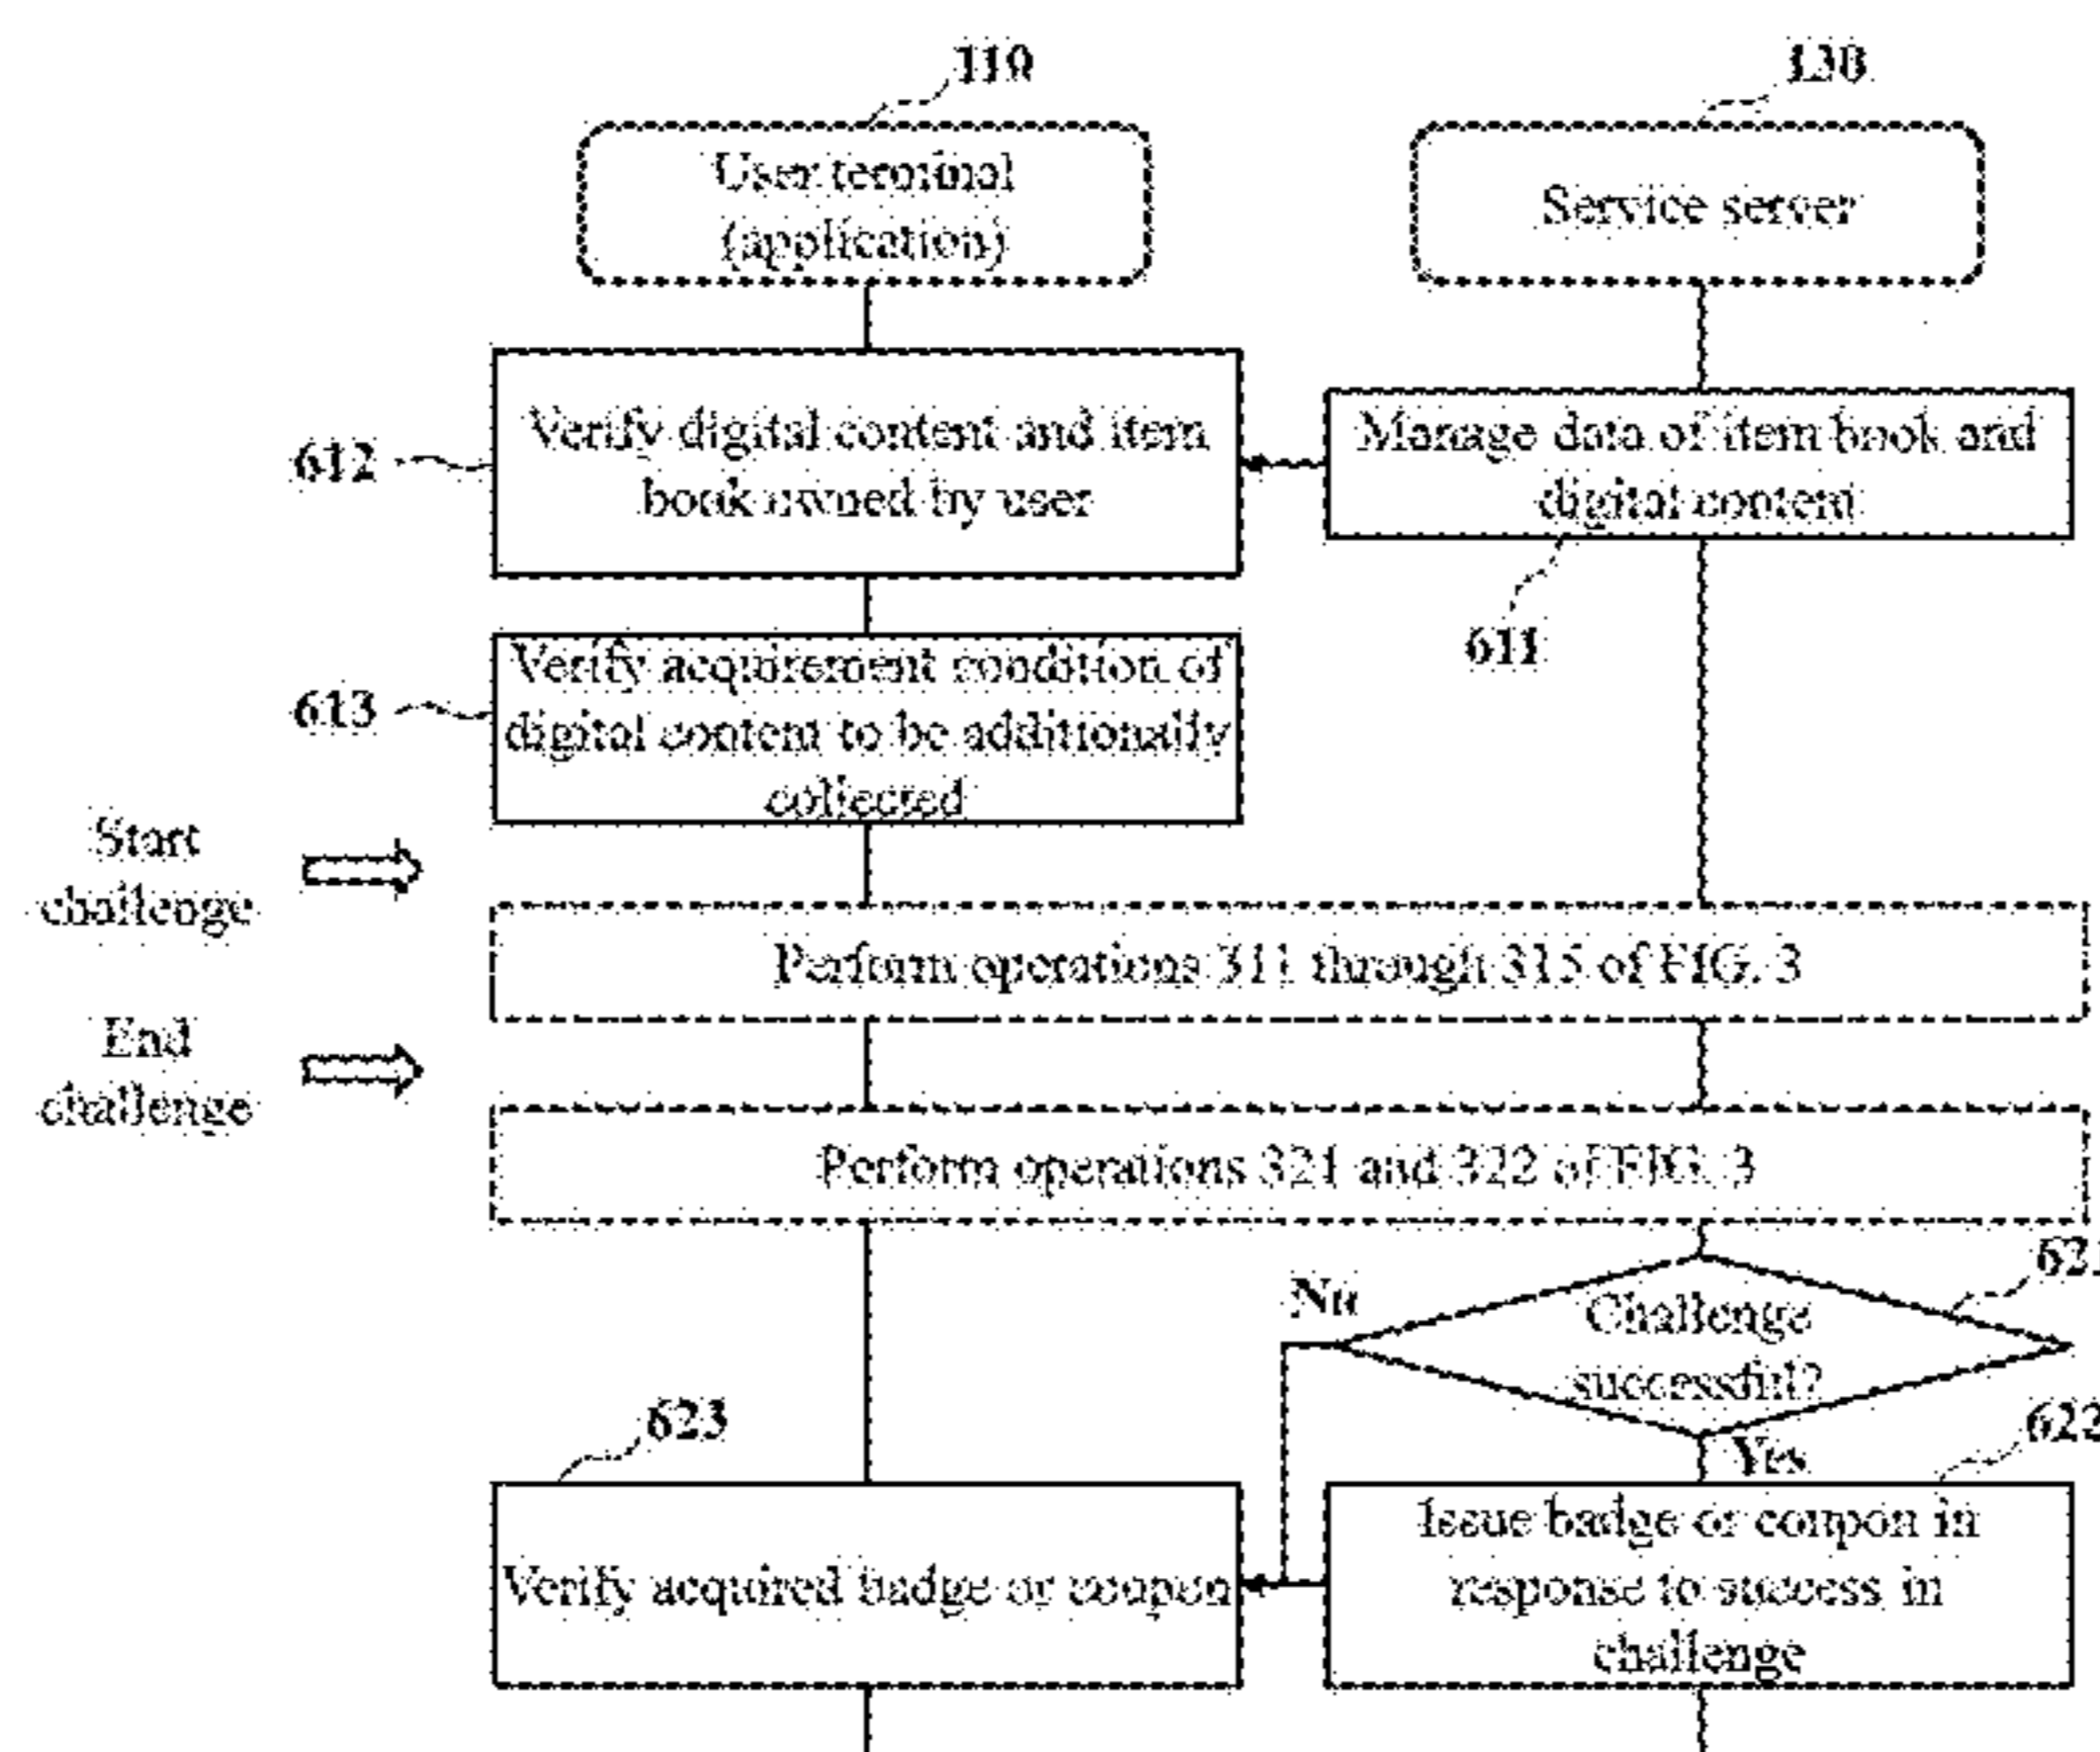 110
130
User terminal
(application)
Service server
Verify digital content and item
book owned by user
Manage data of item book and
digital content
612
611
Verify acquirement condition of
digital content to be additionally
collected
613
Start
challenge
Perform operations 311 through 315 of FIG. 3
End
challenge
Perform operations 321 and 322 of FIG. 3
621
No
Challenge
successful?
623
622
Yes
Issue badge or coupon in
response to success in
challenge
Verify acquired badge or coupon